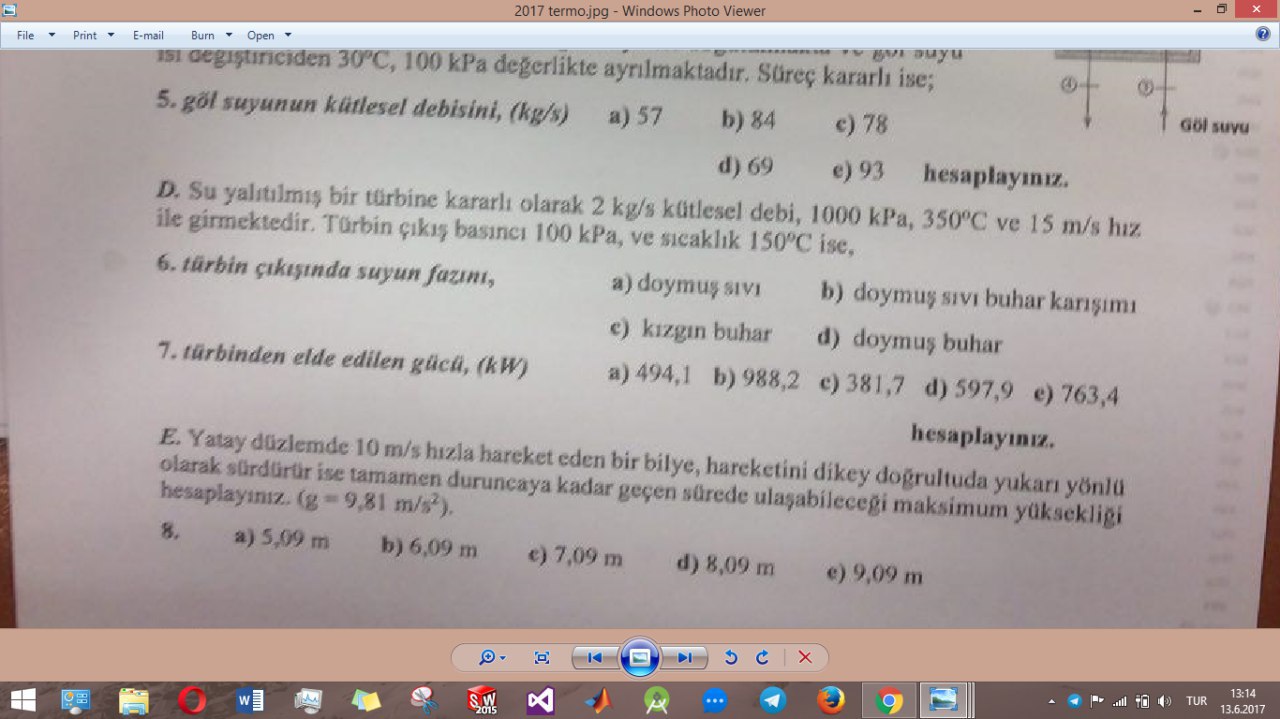 2017 termo.jpg - Windows Photo Viewer
File Print E-mail Burn Open
ısı değiştiriciden 30°C, 100 kPa değerlikte ayrılmaktadır. Süreç kararlı ise;
5. göl suyunun kütlesel debisini, (kg/s) a) 57 b) 84 c) 78
4 3 Göl suyu
d) 69 e) 93 hesaplayınız.
D. Su yalıtılmış bir türbine kararlı olarak 2 kg/s kütlesel debi, 1000 kPa, 350°C ve 15 m/s hız
ile girmektedir. Türbin çıkış basıncı 100 kPa, ve sıcaklık 150°C ise,
6. türbin çıkışında suyun fazını, a) doymuş sıvı b) doymuş sıvı buhar karışımı
c) kızgın buhar d) doymuş buhar
7. türbinden elde edilen gücü, (kW) a) 494,1 b) 988,2 c) 381,7 d) 597,9 e) 763,4
hesaplayınız.
E. Yatay düzlemde 10 m/s hızla hareket eden bir bilye, hareketini dikey doğrultuda yukarı yönlü
olarak sürdürür ise tamamen duruncaya kadar geçen sürede ulaşabileceği maksimum yüksekliği
hesaplayınız. (g = 9,81 m/s²).
8. a) 5,09 m b) 6,09 m c) 7,09 m d) 8,09 m e) 9,09 m
SW
2015
TUR
13:14
13.6.2017